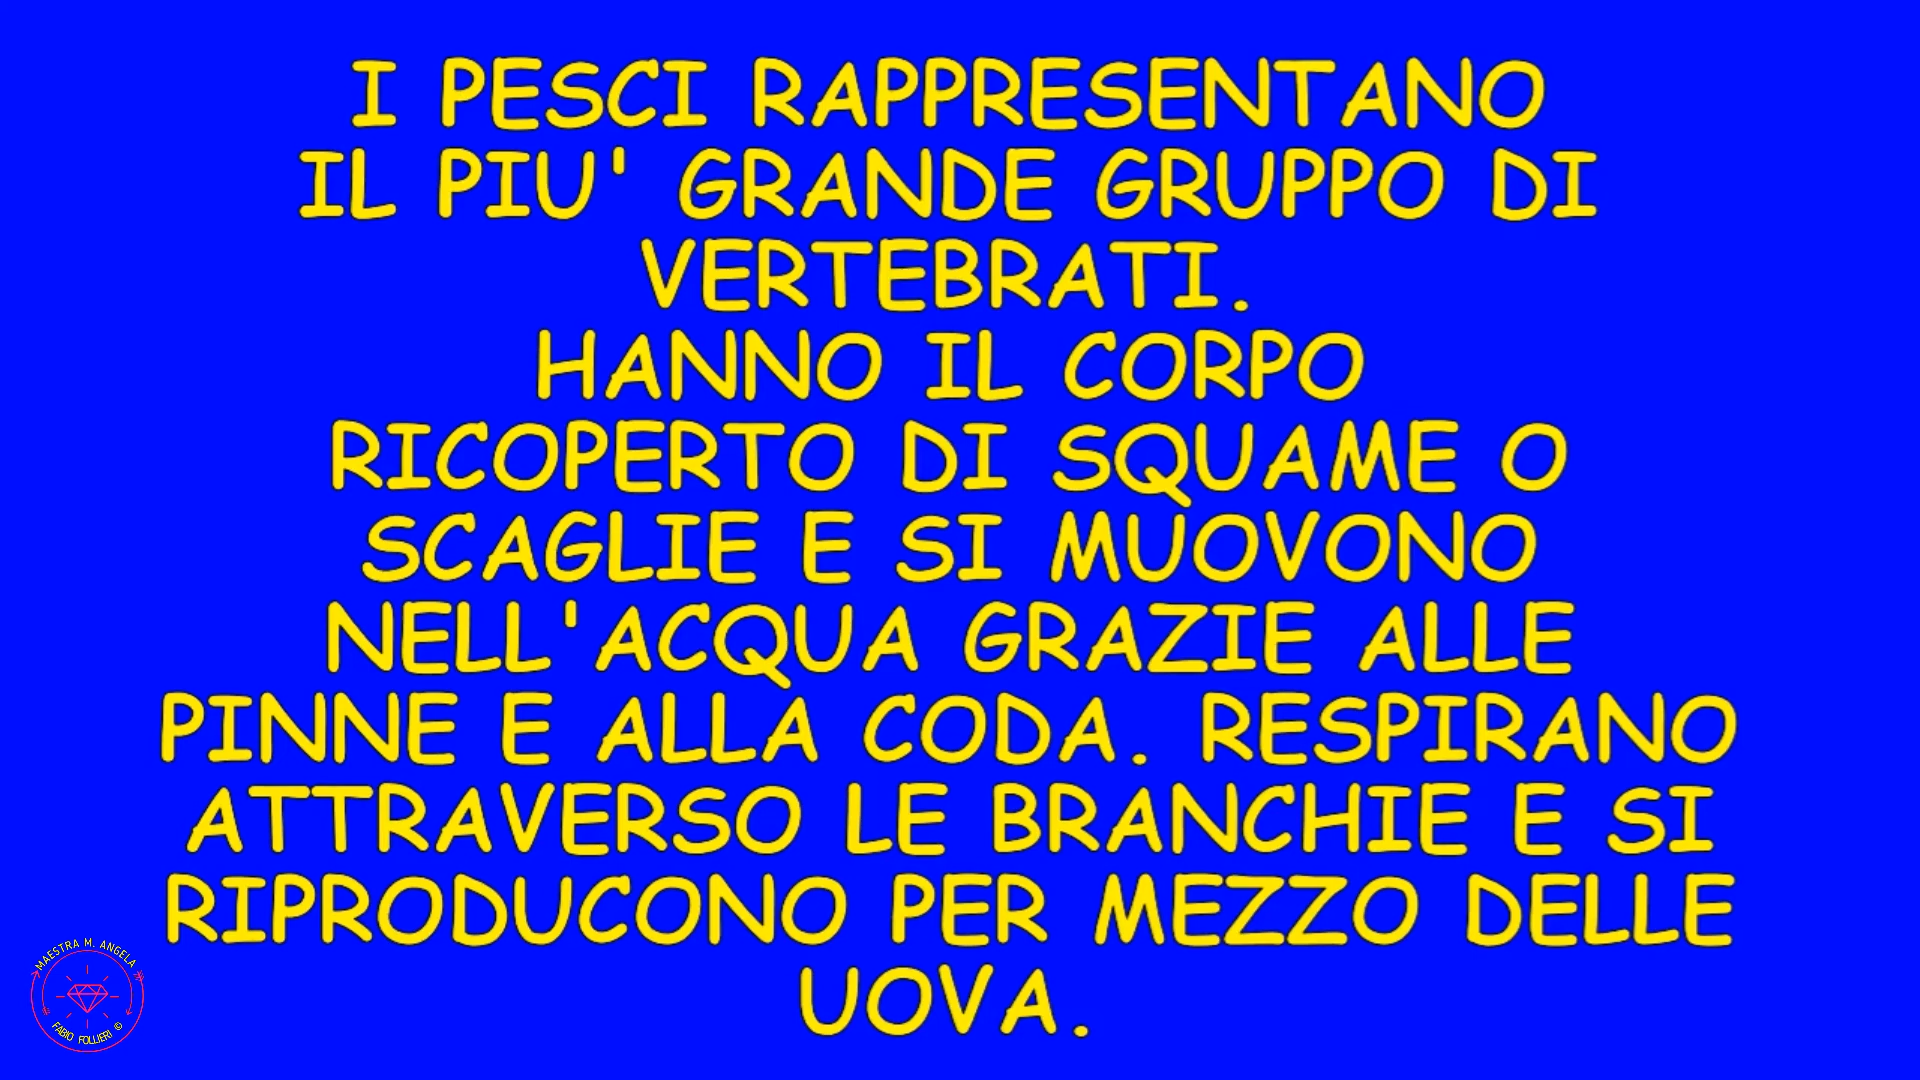 I PESCI RAPPRESENTANO
IL PIU' GRANDE GRUPPO DI
VERTEBRATI.
HANNO IL CORPO
RICOPERTO DI SQUAME O
SCAGLIE E SI MUOVONO
NELL'ACQUA GRAZIE ALLE
PINNE E ALLA CODA. RESPIRANO
ATTRAVERSO LE BRANCHIE E SI
RIPRODUCONO PER MEZZO DELLE
UOVA.
MAESTRA M. ANGELA
FABIO FOLLIERI ©